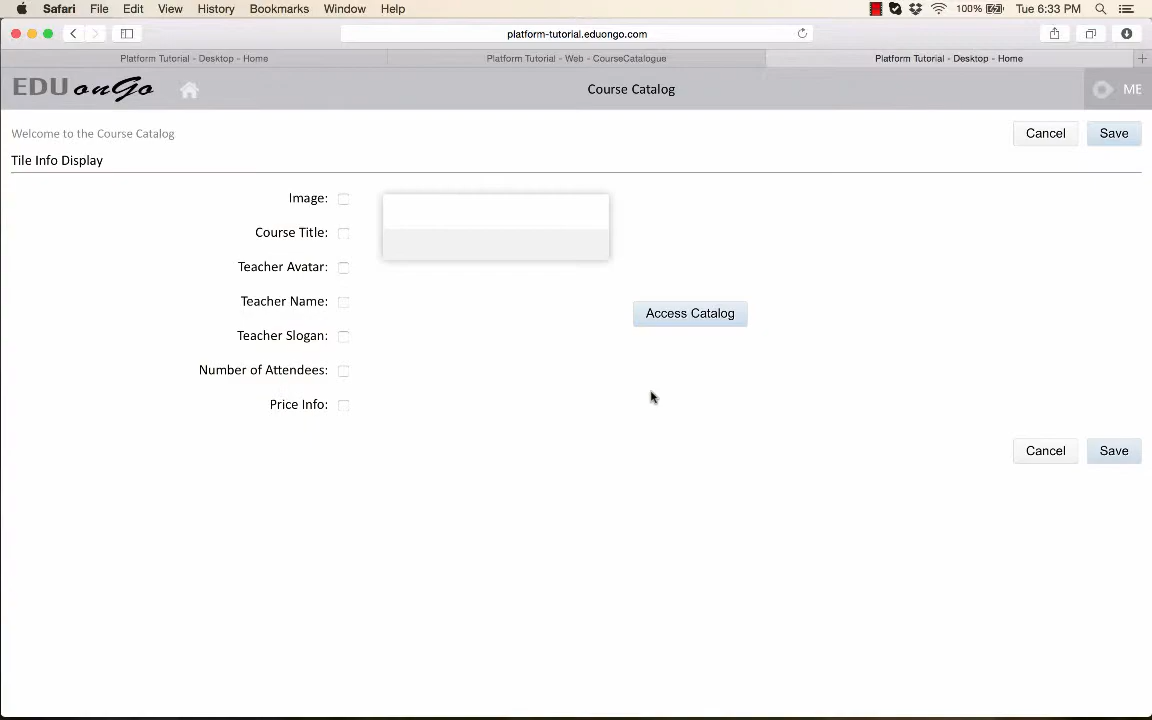 Safari File Edit View History Bookmarks Window Help 100% Tue 6:33 PM
platform-tutorial.eduongo.com
Platform Tutorial - Desktop - Home Platform Tutorial - Web - CourseCatalogue Platform Tutorial - Desktop - Home
EDU onGo Course Catalog ME
Welcome to the Course Catalog Cancel Save
Tile Info Display
Image:
Course Title:
Teacher Avatar:
Teacher Name:
Access Catalog
Teacher Slogan:
Number of Attendees:
Price Info:
Cancel Save